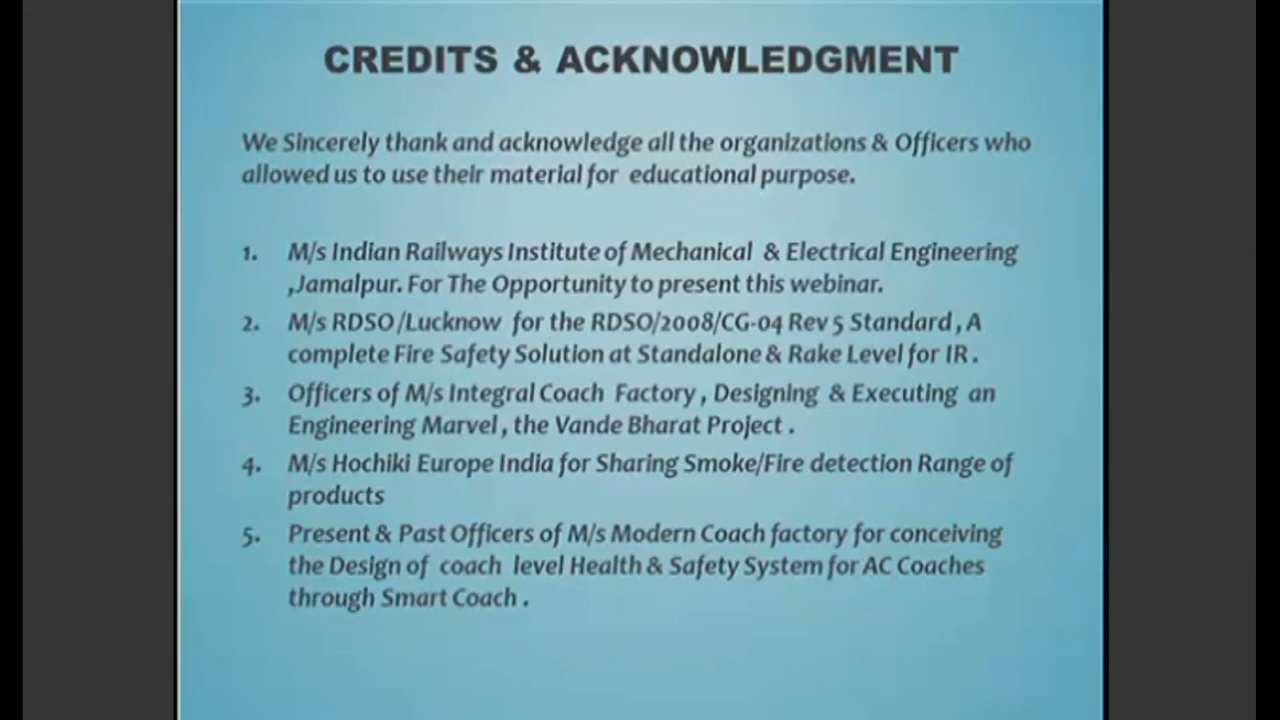 CREDITS & ACKNOWLEDGMENT
We Sincerely thank and acknowledge all the organizations & Officers who
allowed us to use their material for educational purpose.
1. M/s Indian Railways Institute of Mechanical & Electrical Engineering
,Jamalpur. For The Opportunity to present this webinar.
2. M/s RDSO/Lucknow for the RDSO/2008/CG-04 Rev 5 Standard , A
complete Fire Safety Solution at Standalone & Rake Level for IR .
3. Officers of M/s Integral Coach Factory , Designing & Executing an
Engineering Marvel , the Vande Bharat Project .
4. M/s Hochiki Europe India for Sharing Smoke/Fire detection Range of
products
5. Present & Past Officers of M/s Modern Coach factory for conceiving
the Design of coach level Health & Safety System for AC Coaches
through Smart Coach .